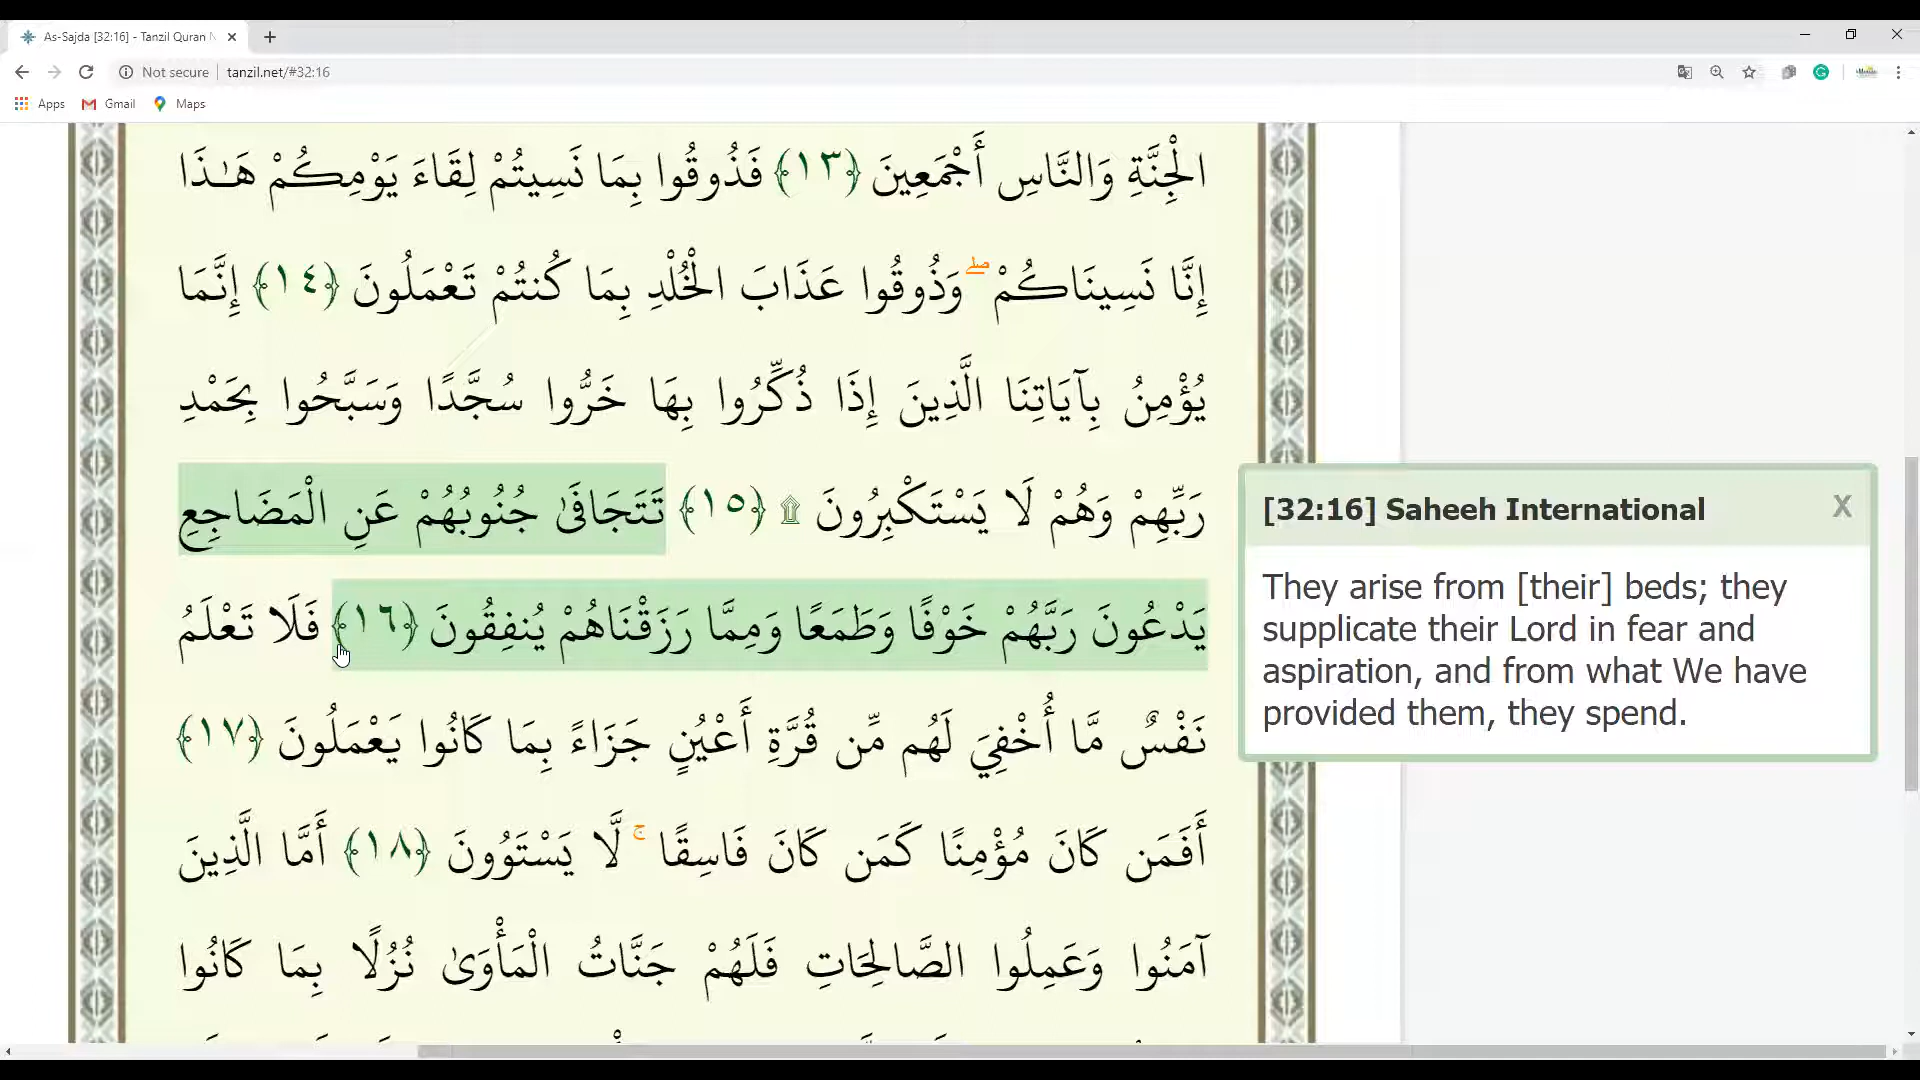 As-Sajda [32:16] - Tanzil Quran N
Not secure
tanzil.net/#32:16
Apps
Gmail
Maps
الْجِنَّةِ وَالنَّاسِ أَجْمَعِينَ ﴿١٣﴾ فَذُوقُوا بِمَا نَسِيتُمْ لِقَاءَ يَوْمِكُمْ هَـٰذَا
إِنَّا نَسِينَاكُمْ ۖ وَذُوقُوا عَذَابَ الْخُلْدِ بِمَا كُنتُمْ تَعْمَلُونَ ﴿١٤﴾ إِنَّمَا
يُؤْمِنُ بِآيَاتِنَا الَّذِينَ إِذَا ذُكِّرُوا بِهَا خَرُّوا سُجَّدًا وَسَبَّحُوا بِحَمْدِ
رَبِّهِمْ وَهُمْ لَا يَسْتَكْبِرُونَ ۩ ﴿١٥﴾ تَتَجَافَىٰ جُنُوبُهُمْ عَنِ الْمَضَاجِعِ
يَدْعُونَ رَبَّهُمْ خَوْفًا وَطَمَعًا وَمِمَّا رَزَقْنَاهُمْ يُنفِقُونَ ﴿١٦﴾ فَلَا تَعْلَمُ
نَفْسٌ مَّا أُخْفِيَ لَهُم مِّن قُرَّةِ أَعْيُنٍ جَزَاءً بِمَا كَانُوا يَعْمَلُونَ ﴿١٧﴾
أَفَمَن كَانَ مُؤْمِنًا كَمَن كَانَ فَاسِقًا ۚ لَّا يَسْتَوُونَ ﴿١٨﴾ أَمَّا الَّذِينَ
آمَنُوا وَعَمِلُوا الصَّالِحَاتِ فَلَهُمْ جَنَّاتُ الْمَأْوَىٰ نُزُلًا بِمَا كَانُوا
[32:16] Saheeh International
X
They arise from [their] beds; they
supplicate their Lord in fear and
aspiration, and from what We have
provided them, they spend.